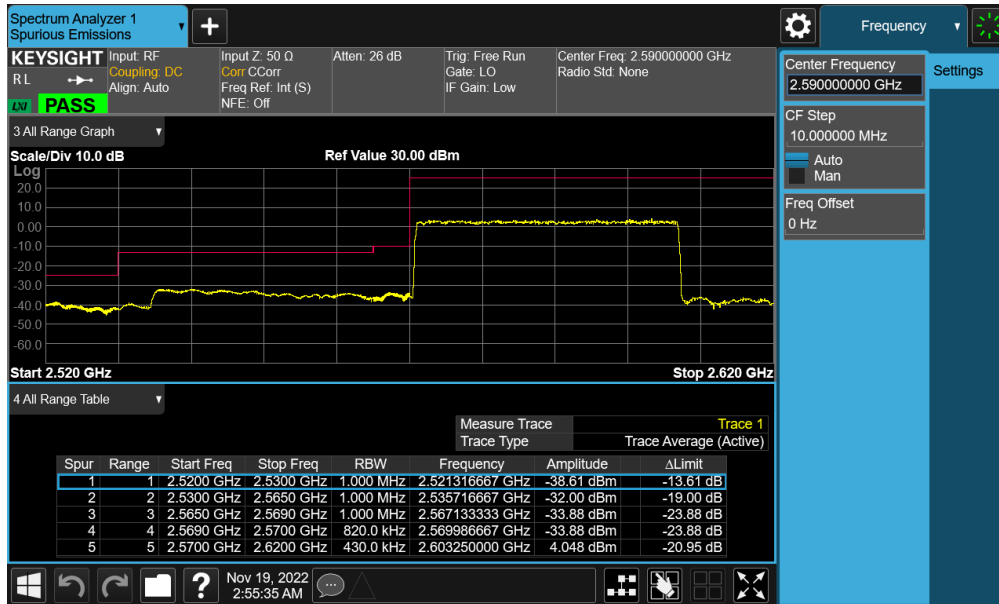 Spectrum Analyzer 1
Spurious Emissions
Frequency
KEYSIGHT
R L
LXI
PASS
Input: RF
Coupling: DC
Align: Auto
Input Z: 50 Ω
Corr CCorr
Freq Ref: Int (S)
NFE: Off
Atten: 26 dB
Trig: Free Run
Gate: LO
IF Gain: Low
Center Freq: 2.590000000 GHz
Radio Std: None
Center Frequency
2.590000000 GHz
Settings
CF Step
10.000000 MHz
Auto
Man
Freq Offset
0 Hz
3 All Range Graph
Scale/Div 10.0 dB
Ref Value 30.00 dBm
Log
20.0
10.0
0.00
-10.0
-20.0
-30.0
-40.0
-50.0
-60.0
Start 2.520 GHz
Stop 2.620 GHz
4 All Range Table
Measure Trace Trace 1
Trace Type Trace Average (Active)
Spur Range Start Freq Stop Freq RBW Frequency Amplitude ΔLimit
1 1 2.5200 GHz 2.5300 GHz 1.000 MHz 2.521316667 GHz -38.61 dBm -13.61 dB
2 2 2.5300 GHz 2.5650 GHz 1.000 MHz 2.535716667 GHz -32.00 dBm -19.00 dB
3 3 2.5650 GHz 2.5690 GHz 1.000 MHz 2.567133333 GHz -33.88 dBm -23.88 dB
4 4 2.5690 GHz 2.5700 GHz 820.0 kHz 2.569986667 GHz -33.88 dBm -23.88 dB
5 5 2.5700 GHz 2.6200 GHz 430.0 kHz 2.603250000 GHz 4.048 dBm -20.95 dB
?
Nov 19, 2022
2:55:35 AM